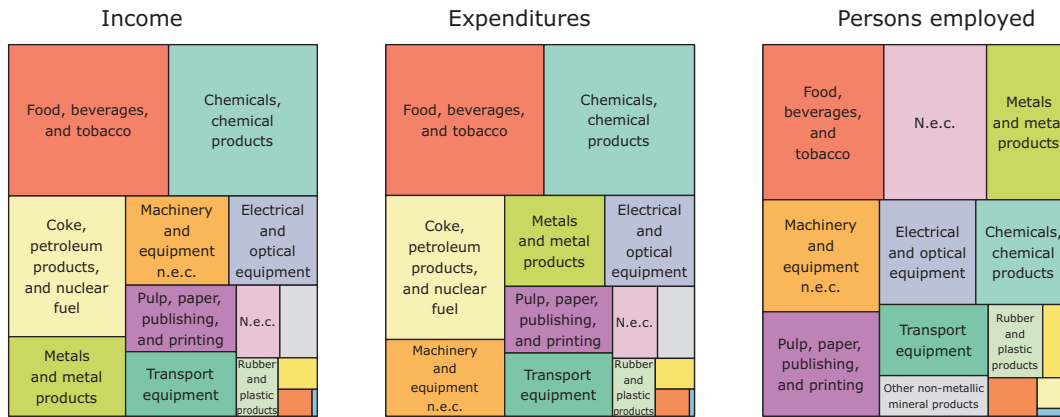 Income
Food, beverages,
and tobacco
Chemicals,
chemical
products
Coke,
petroleum
products, and
nuclear
fuel
Machinery
and
equipment
n.e.c.
Electrical
and
optical
equipment
Pulp, paper,
publishing,
and printing
N.e.c.
Metals
and metal
products
Transport
equipment
Rubber
and
plastic
products
Expenditures
Food, beverages,
and tobacco
Chemicals,
chemical
products
Coke,
petroleum
products,
and nuclear
fuel
Metals
and metal
products
Electrical
and
optical
equipment
Pulp, paper,
publishing,
and printing
N.e.c.
Machinery
and
equipment
n.e.c.
Transport
equipment
Rubber
and
plastic
products
Persons employed
Food,
beverages,
and
tobacco
N.e.c.
Metals
and metal
products
Machinery
and
equipment
n.e.c.
Electrical
and optical
equipment
Chemicals,
chemical
products
Pulp, paper,
publishing,
and printing
Transport
equipment
Rubber
and
plastic
products
Other non-metallic
mineral products